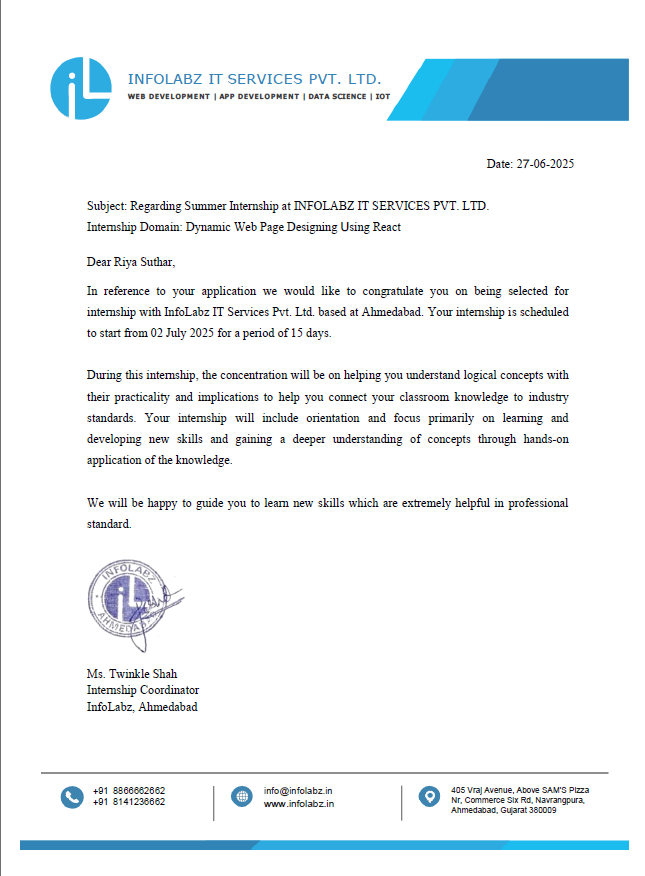 iL
INFOLABZ IT SERVICES PVT. LTD.
WEB DEVELOPMENT | APP DEVELOPMENT | DATA SCIENCE | IOT
Date: 27-06-2025
Subject: Regarding Summer Internship at INFOLABZ IT SERVICES PVT. LTD.
Internship Domain: Dynamic Web Page Designing Using React
Dear Riya Suthar,
In reference to your application we would like to congratulate you on being selected for
internship with InfoLabz IT Services Pvt. Ltd. based at Ahmedabad. Your internship is scheduled
to start from 02 July 2025 for a period of 15 days.
During this internship, the concentration will be on helping you understand logical concepts with
their practicality and implications to help you connect your classroom knowledge to industry
standards. Your internship will include orientation and focus primarily on learning and
developing new skills and gaining a deeper understanding of concepts through hands-on
application of the knowledge.
We will be happy to guide you to learn new skills which are extremely helpful in professional
standard.
INFOLABZ
iL
Ms. Twinkle Shah
Internship Coordinator
InfoLabz, Ahmedabad
+91 8866662662
+91 8141236662
info@infolabz.in
www.infolabz.in
405 Vraj Avenue, Above SAM'S Pizza
Nr, Commerce Six Rd, Navrangpura,
Ahmedabad, Gujarat 380009